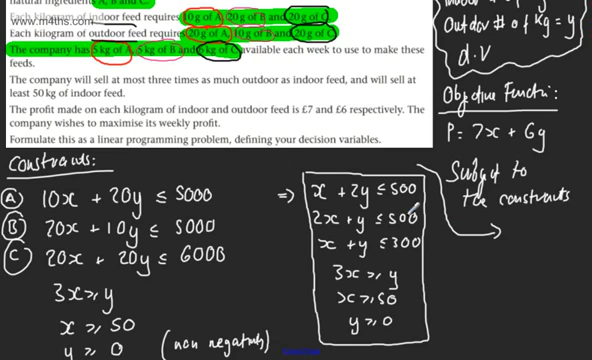 natural ingredients A, B and C.
Each kilogram of indoor feed requires 10 g of A, 20 g of B and 20 g of C.
www.m4ths.com
Each kilogram of outdoor feed requires 20 g of A, 10 g of B and 20 g of C.
The company has 5 kg of A, 5 kg of B and 6 kg of C available each week to use to make these
feeds.
The company will sell at most three times as much outdoor as indoor feed, and will sell at
least 50 kg of indoor feed.
The profit made on each kilogram of indoor and outdoor feed is £7 and £6 respectively. The
company wishes to maximise its weekly profit.
Formulate this as a linear programming problem, defining your decision variables.
Outdoor # of Kg = y
d.v
Objective Functi:
P = 7x + 6y
Subject to
the constraints
Constraints:
A 10x + 20y ≤ 5000
B 20x + 10y ≤ 5000
C 20x + 20y ≤ 6000
3x ≥ y
x ≥ 50
y ≥ 0 (non negativity)
=> x + 2y ≤ 500
2x + y ≤ 500
x + y ≤ 300
3x ≥ y
x ≥ 50
y ≥ 0